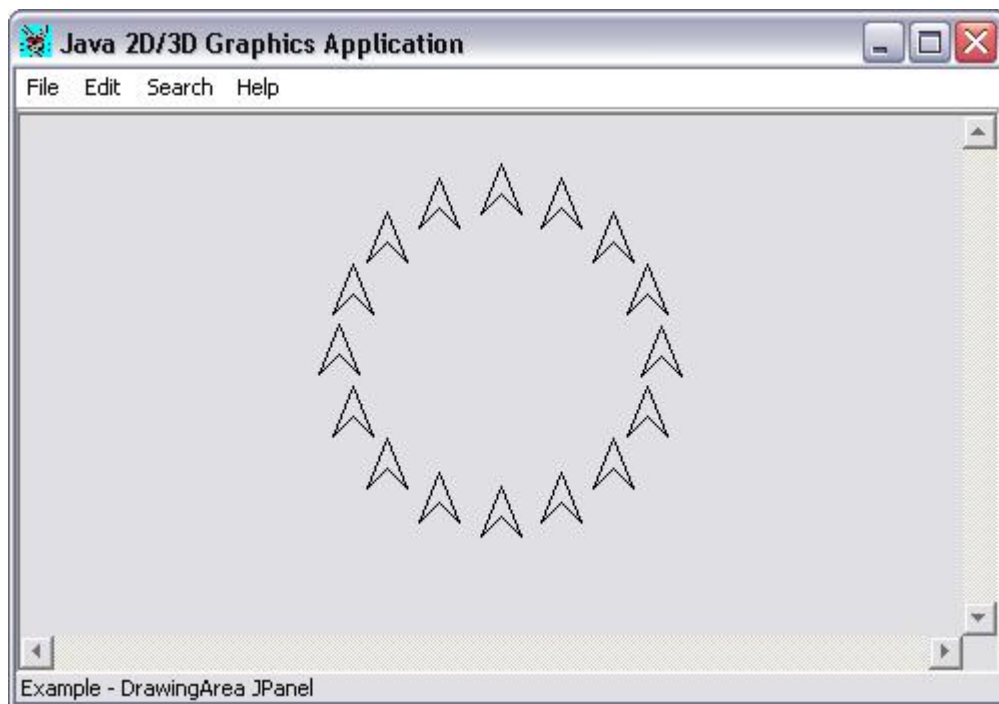 Java 2D/3D Graphics Application
File Edit Search Help
Example - DrawingArea JPanel